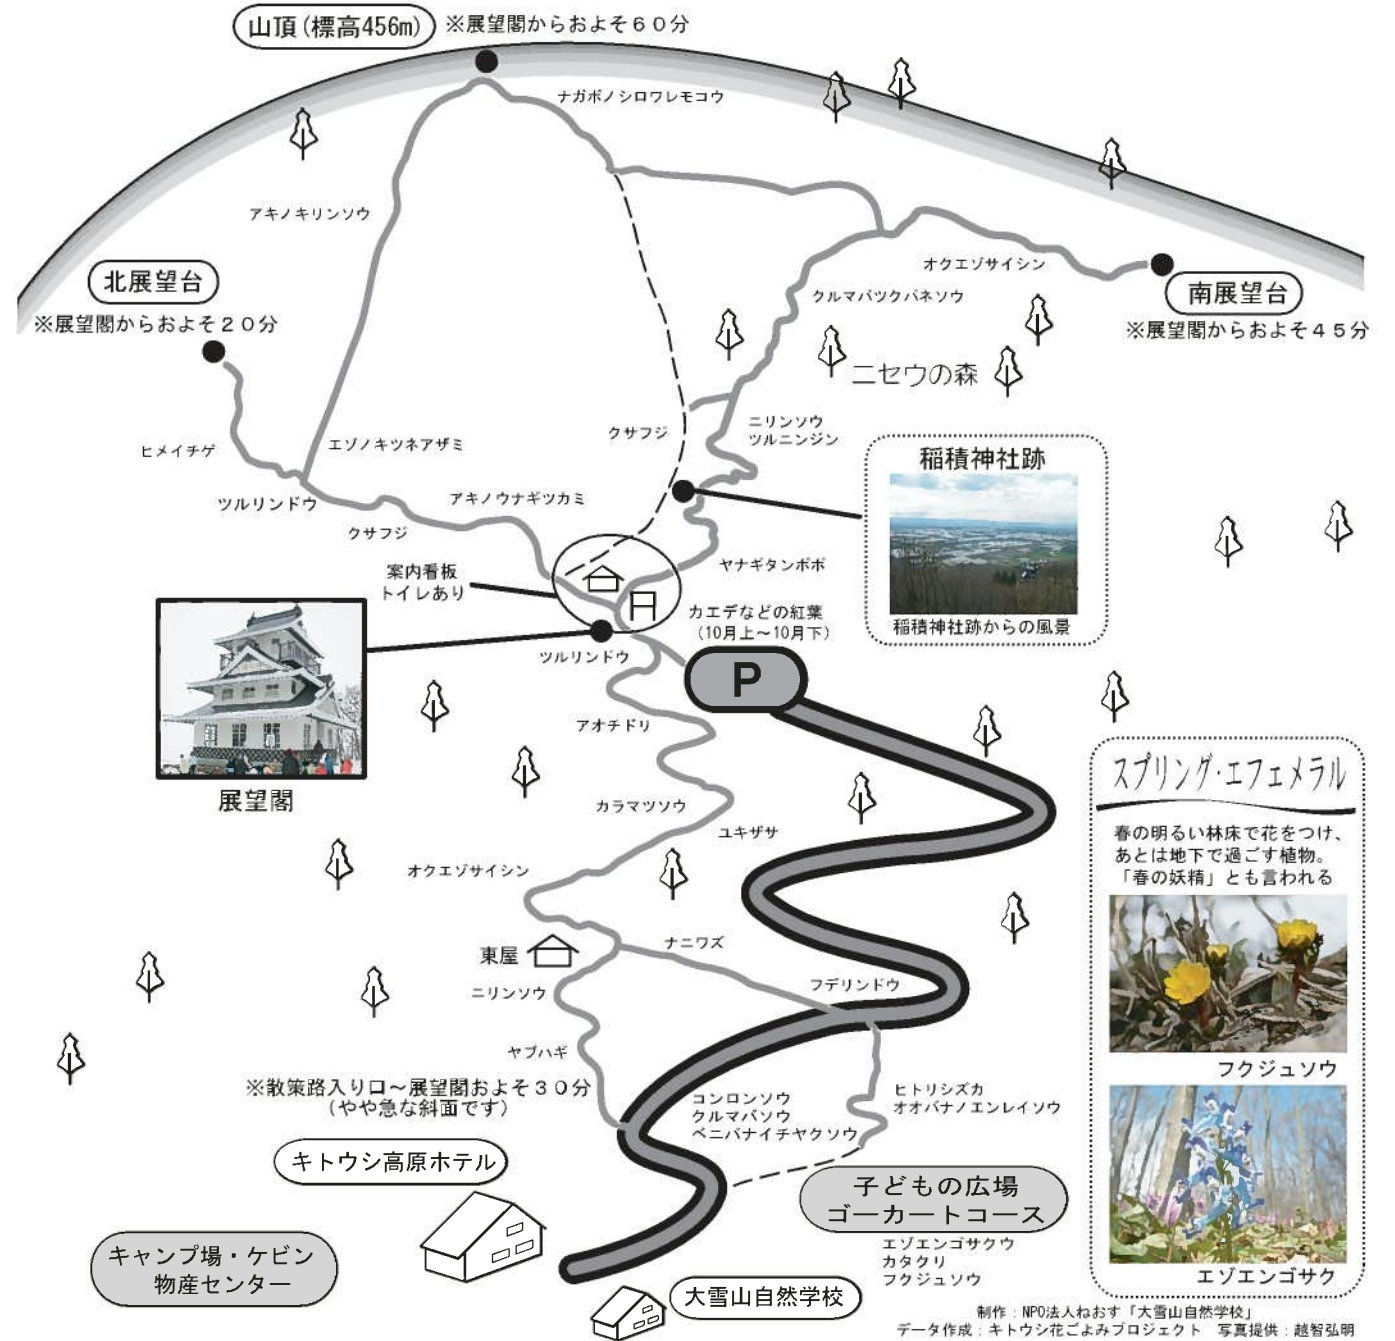 山頂(標高456m)
※展望閣からおよそ60分
ナガボノシロワレモコウ
アキノキリンソウ
北展望台
※展望閣からおよそ20分
オクエゾサイシン
クルマバツクバネソウ
南展望台
※展望閣からおよそ45分
ニセウの森
ヒメイチゲ
エゾノキツネアザミ
クサフジ
ニリンソウ
ツルニンジン
ツルリンドウ
アキノウナギツカミ
クサフジ
稲積神社跡
稲積神社跡からの風景
案内看板
トイレあり
ヤナギタンポポ
カエデなどの紅葉
(10月上~10月下)
ツルリンドウ
P
展望閣
アオチドリ
カラマツソウ
ユキザサ
オクエゾサイシン
東屋
ナニワズ
ニリンソウ
フデリンドウ
ヤブハギ
※散策路入り口~展望閣およそ30分
(やや急な斜面です)
コンロンソウ
クルマバソウ
ベニバナイチヤクソウ
ヒトリシズカ
オオバナノエンレイソウ
スプリング・エフェメラル
春の明るい林床で花をつけ、
あとは地下で過ごす植物。
「春の妖精」とも言われる
フクジュソウ
エゾエンゴサク
キトウシ高原ホテル
子どもの広場
ゴーカートコース
エゾエンゴサクウ
カタクリ
フクジュソウ
キャンプ場・ケビン
物産センター
大雪山自然学校
制作:NPO法人ねおす「大雪山自然学校」
データ作成:キトウシ花ごよみプロジェクト 写真提供:越智弘明